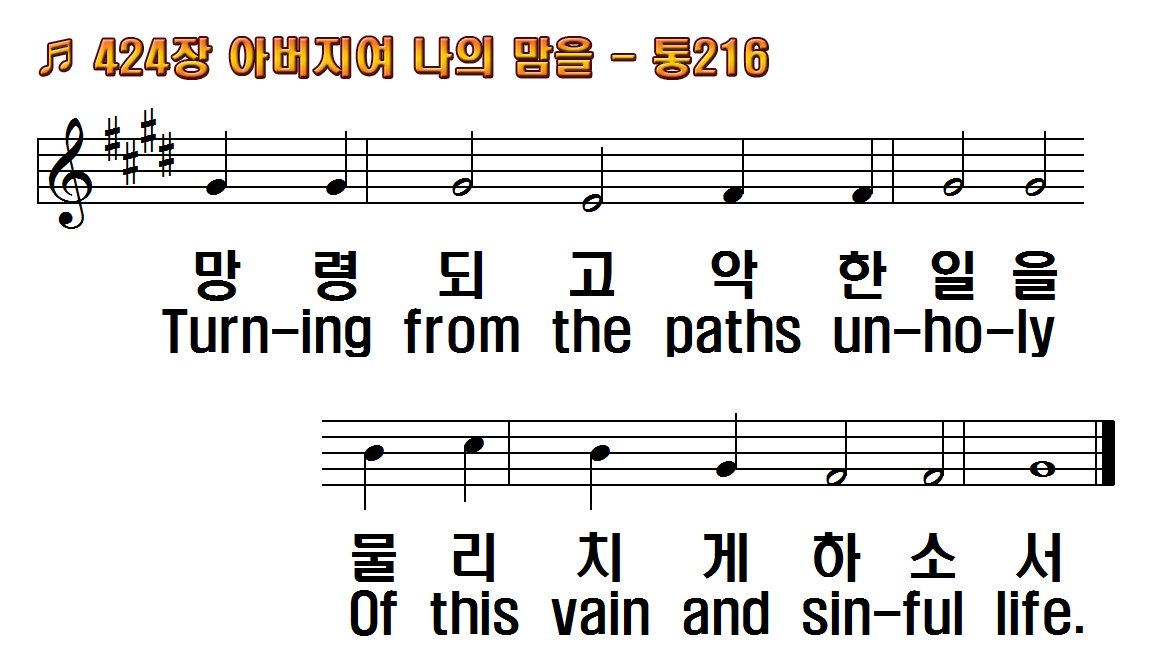 ♬ 424장 아버지여 나의 맘을 - 통216
망 령 되 고 악 한 일 을
Turn-ing from the paths un-ho-ly
물 리 치 게 하 소 서
Of this vain and sin-ful life.